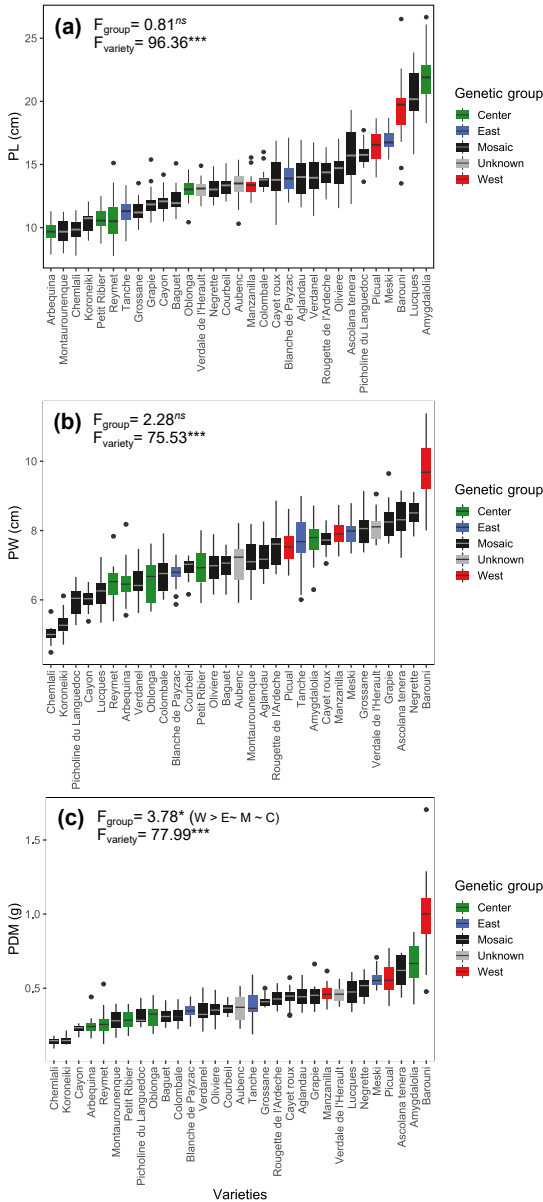 (a)
F group= 0.81ns
F variety= 96.36***
PL (cm)
25
20
15
10
Arbequina
Montaurounenque
Chemlali
Koroneiki
Petit Ribier
Reymet
Tanche
Grossane
Grapie
Cayon
Baguet
Oblonga
Verdale de l'Herault
Negrette
Courbeil
Aubenc
Manzanilla
Colombale
Cayet roux
Blanche de Payzac
Aglandau
Verdanel
Rougette de l'Ardeche
Oliviere
Ascolana tenera
Picholine du Languedoc
Picual
Meski
Barouni
Lucques
Amygdalolia
Genetic group
Center
East
Mosaic
Unknown
West
(b)
F group= 2.28ns
F variety= 75.53***
PW (cm)
10
8
6
Chemlali
Koroneiki
Picholine du Languedoc
Cayon
Lucques
Reymet
Arbequina
Verdanel
Oblonga
Colombale
Blanche de Payzac
Courbeil
Petit Ribier
Oliviere
Baguet
Aubenc
Montaurounenque
Aglandau
Rougette de l'Ardeche
Picual
Tanche
Amygdalolia
Cayet roux
Manzanilla
Meski
Grossane
Verdale de l'Herault
Grapie
Ascolana tenera
Negrette
Barouni
Genetic group
Center
East
Mosaic
Unknown
West
(c)
F group= 3.78* (W > E~ M ~ C)
F variety= 77.99***
PDM (g)
1.5
1.0
0.5
Chemlali
Koroneiki
Cayon
Arbequina
Reymet
Montaurounenque
Petit Ribier
Picholine du Languedoc
Oblonga
Baguet
Colombale
Blanche de Payzac
Verdanel
Oliviere
Courbeil
Aubenc
Tanche
Grossane
Rougette de l'Ardeche
Cayet roux
Aglandau
Grapie
Manzanilla
Verdale de l'Herault
Lucques
Negrette
Meski
Picual
Ascolana tenera
Amygdalolia
Barouni
Genetic group
Center
East
Mosaic
Unknown
West
Varieties